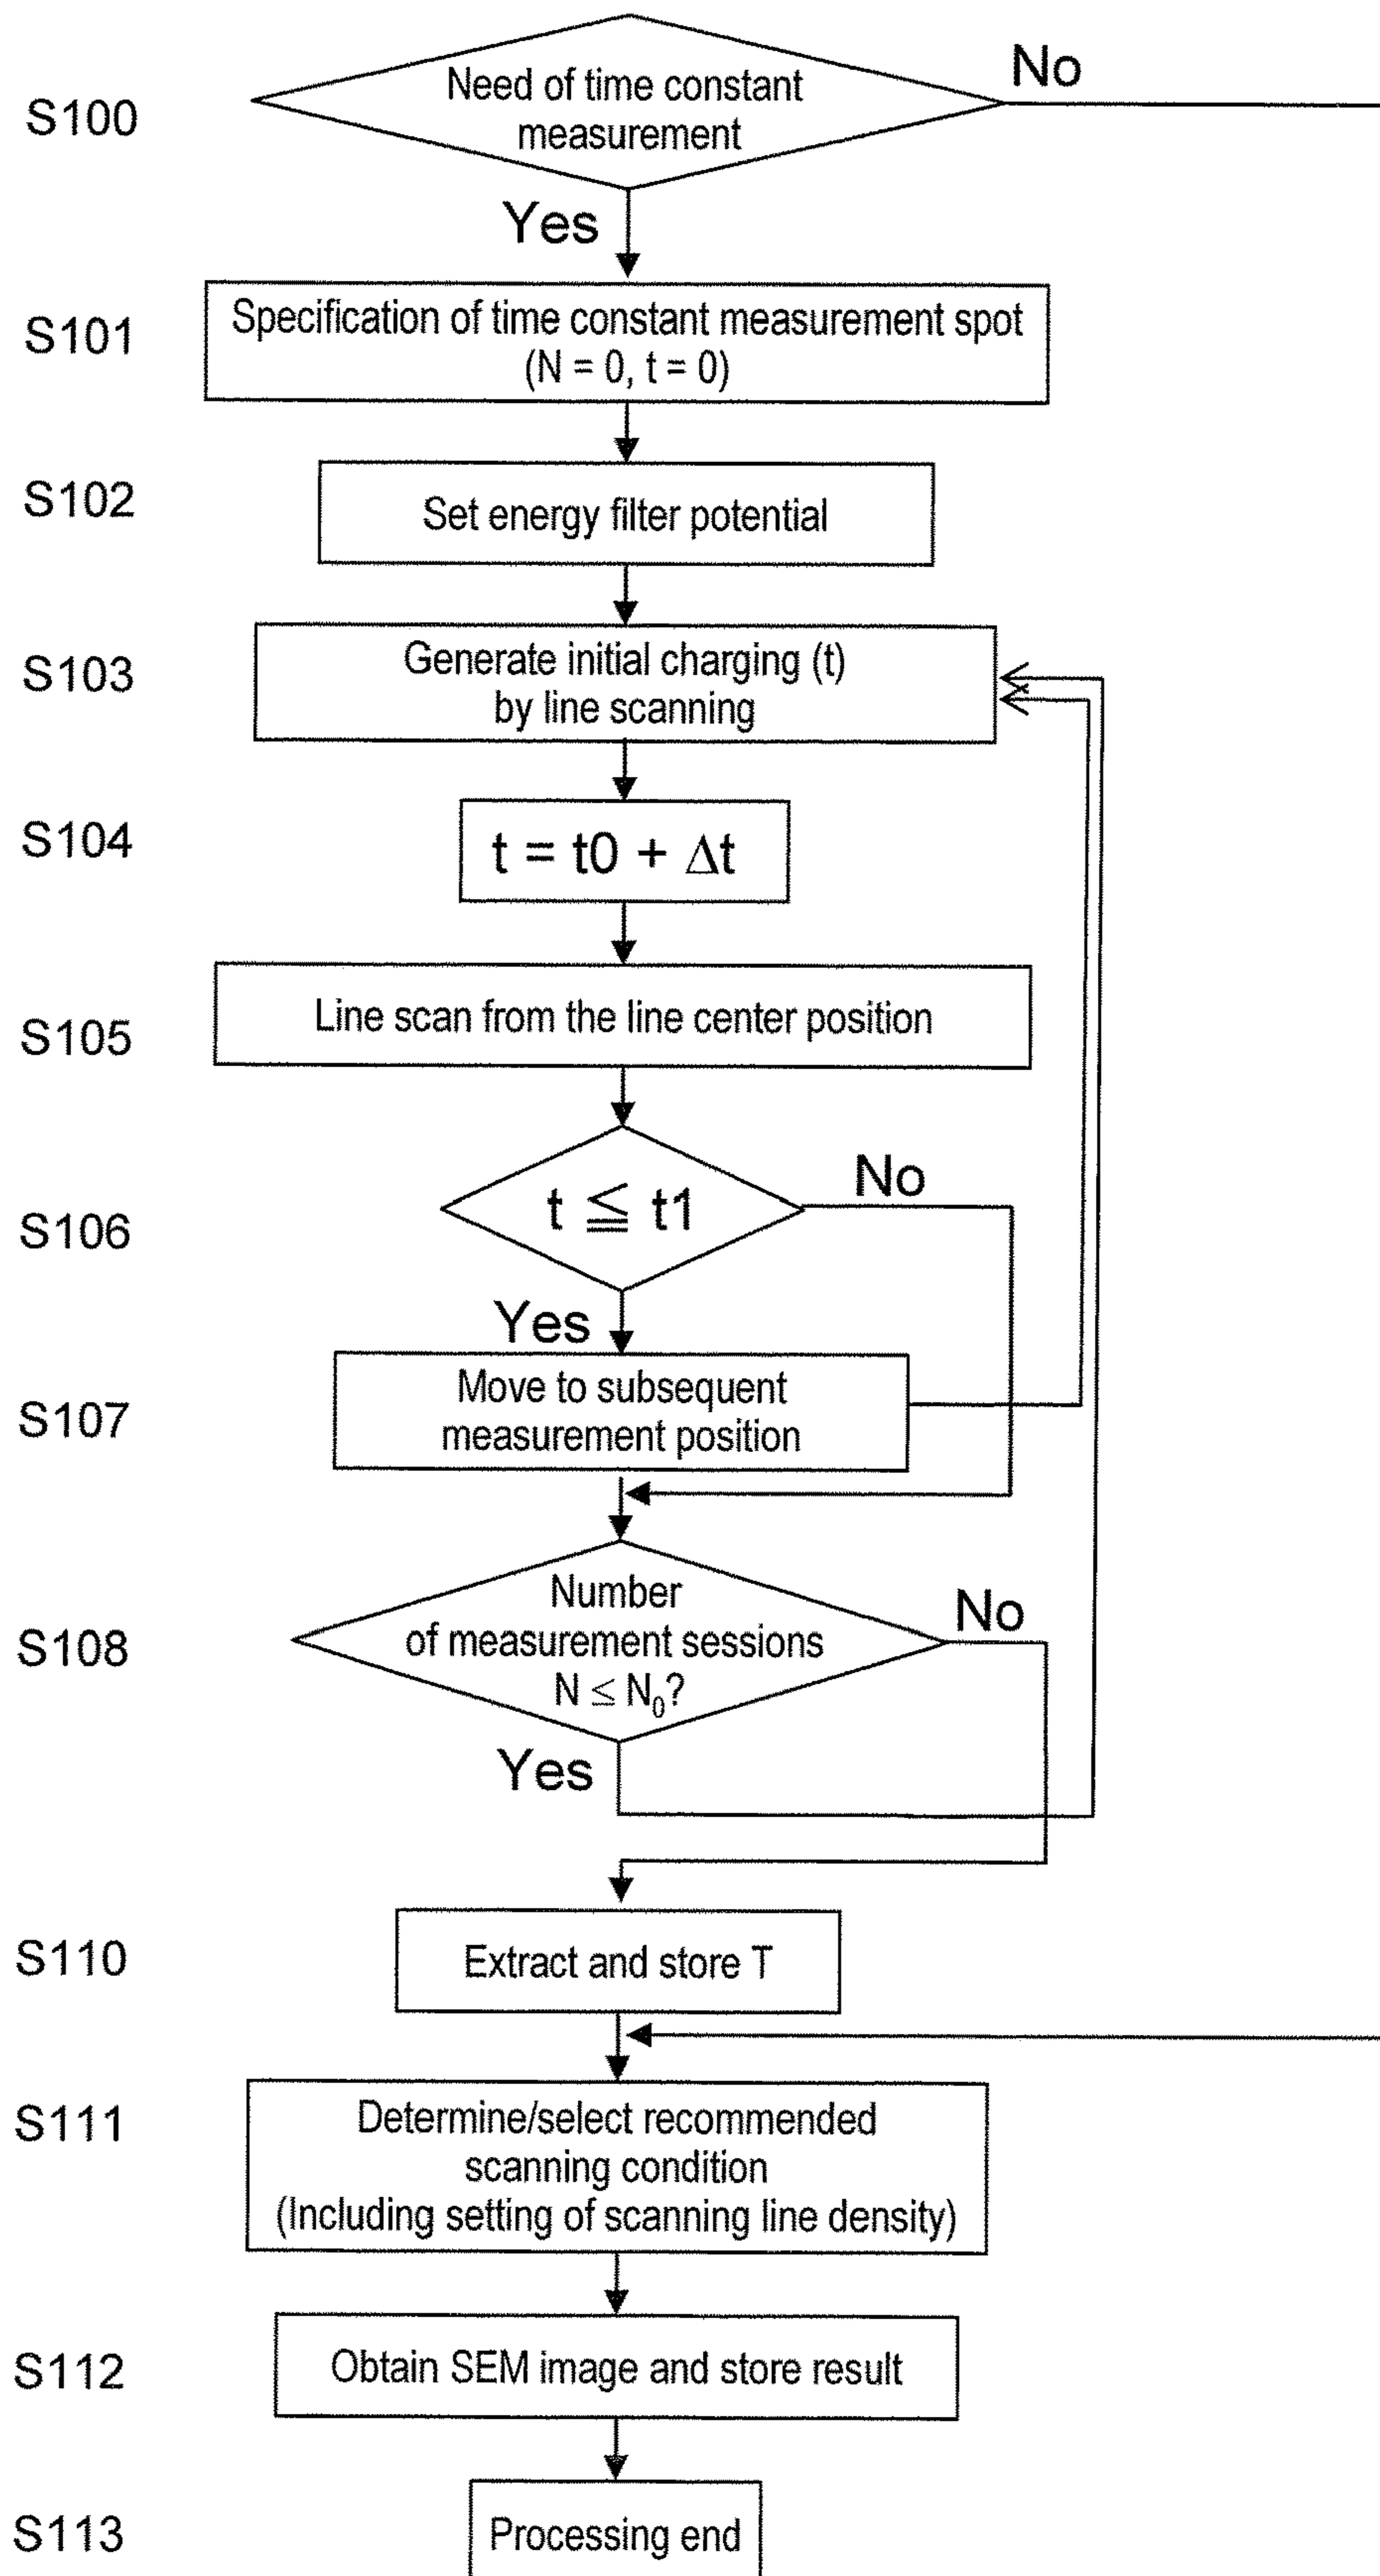 S100
Need of time constant
measurement
No
Yes
S101
Specification of time constant measurement spot
(N = 0, t = 0)
S102
Set energy filter potential
S103
Generate initial charging (t)
by line scanning
S104
t = t0 + Δt
S105
Line scan from the line center position
S106
t ≦ t1
No
Yes
S107
Move to subsequent
measurement position
S108
Number
of measurement sessions
N ≤ N₀?
No
Yes
S110
Extract and store T
S111
Determine/select recommended
scanning condition
(Including setting of scanning line density)
S112
Obtain SEM image and store result
S113
Processing end